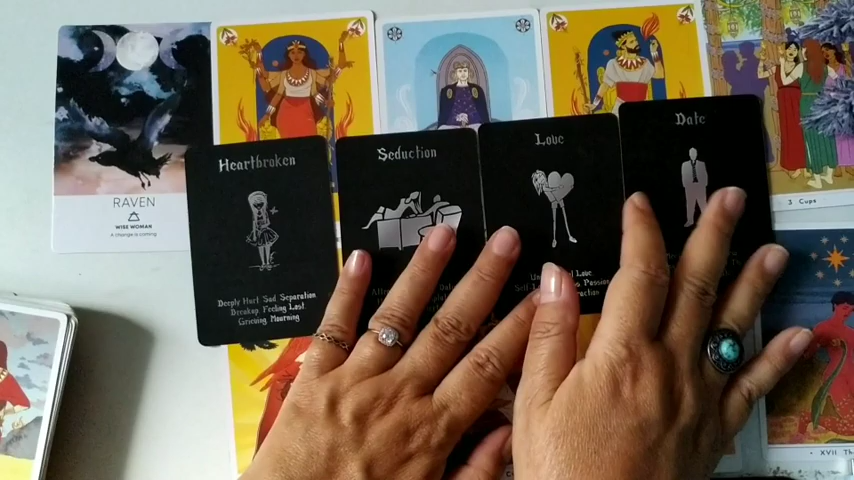 RAVEN
WISE WOMAN
A change is coming
Heartbroken
Deeply Hurt Sad Separation
Breakup Feeling Lost
Grieving Mourning
Seduction
Love
Date
3 Cups
XVII Th